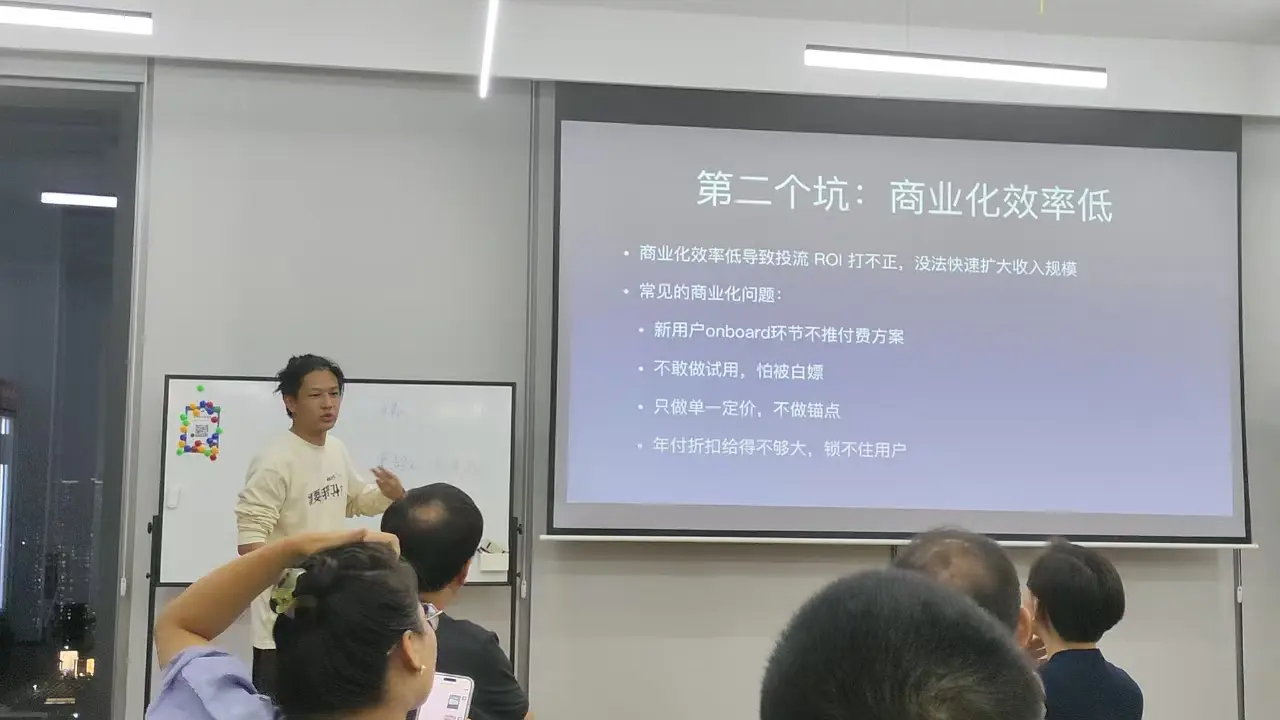 第二个坑：商业化效率低
商业化效率低导致投流 ROI 打不正，没法快速扩大收入规模
常见的商业化问题：
新用户onboard环节不推付费方案
不敢做试用，怕被白嫖
只做单一定价，不做锚点
年付折扣给得不够大，锁不住用户